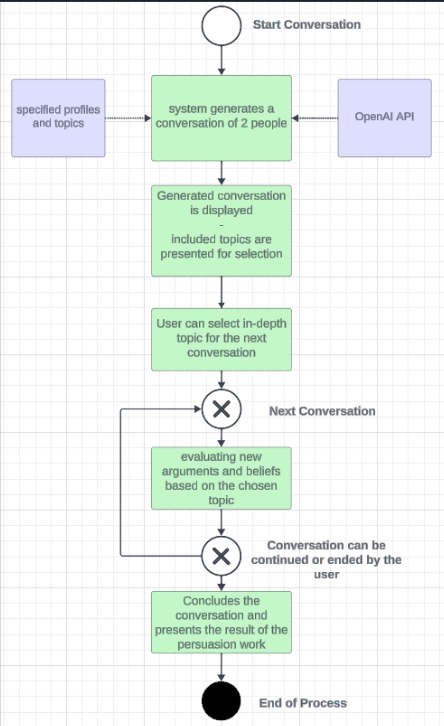 Start Conversation
specified profiles
and topics
system generates a
conversation of 2 people
OpenAI API
Generated conversation
is displayed
-
included topics are
presented for selection
User can select in-depth
topic for the next
conversation
Next Conversation
evaluating new
arguments and beliefs
based on the chosen
topic
Conversation can be
continued or ended by the
user
Concludes the
conversation and
presents the result of the
persuasion work
End of Process